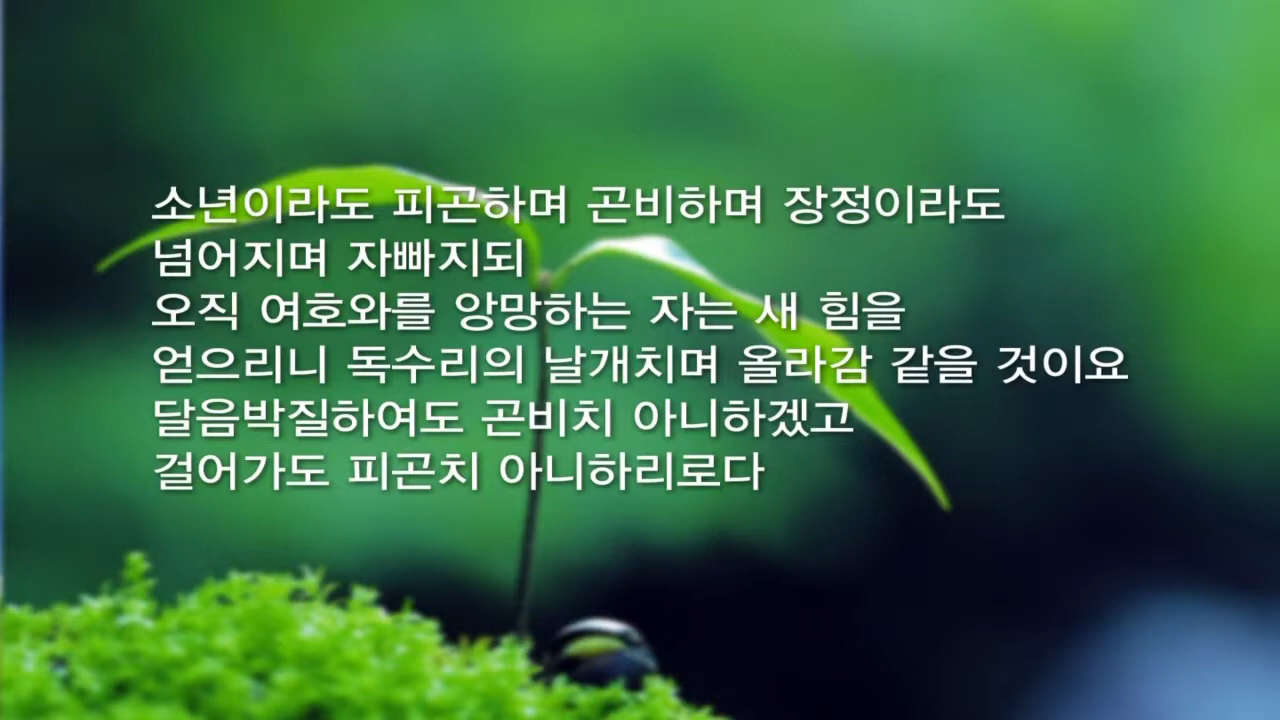 소년이라도 피곤하며 곤비하며 장정이라도
넘어지며 자빠지되
오직 여호와를 앙망하는 자는 새 힘을
얻으리니 독수리의 날개치며 올라감 같을 것이요
달음박질하여도 곤비치 아니하겠고
걸어가도 피곤치 아니하리로다